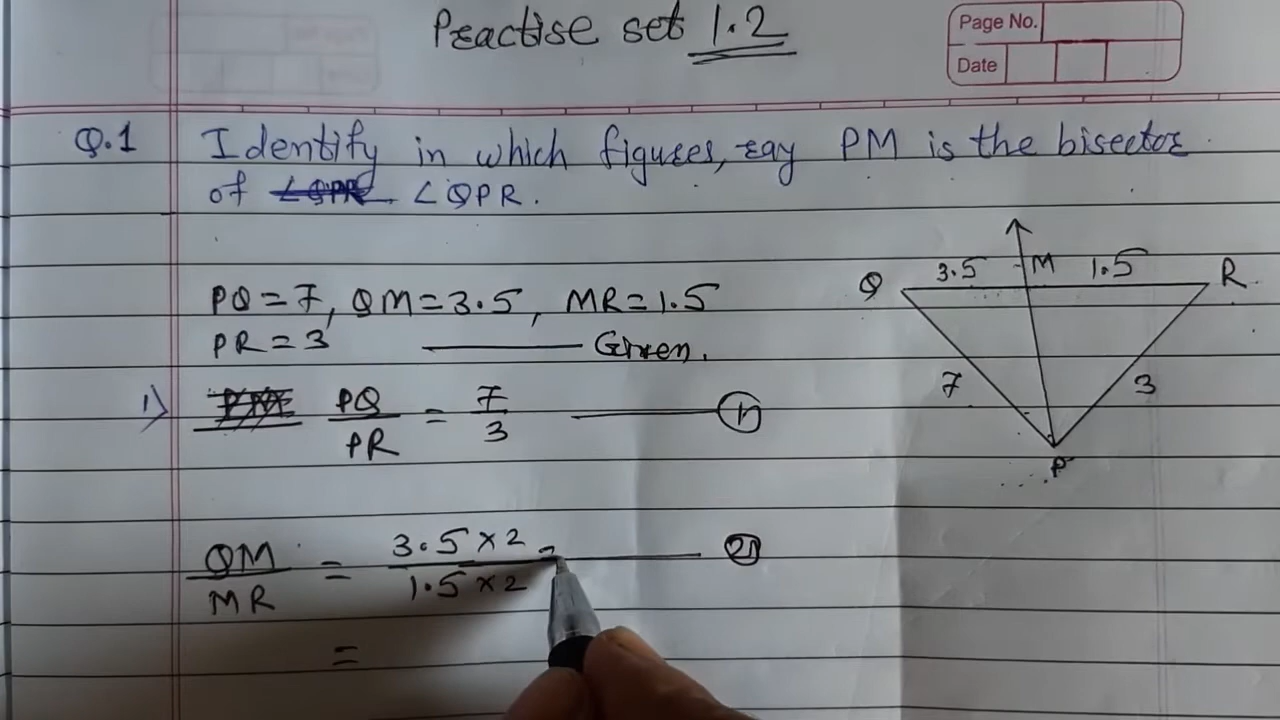 Practise set 1.2
Page No.
Date
Q.1 Identify in which figures, ray PM is the bisector
of ∠QPR ∠QPR.
PQ = 7, QM = 3.5, MR = 1.5
PR = 3 Given.
1) PQ/PR = 7/3 1
QM/MR = 3.5 × 2 / 1.5 × 2 = 2
=
Q 3.5 M 1.5 R
7 3
P